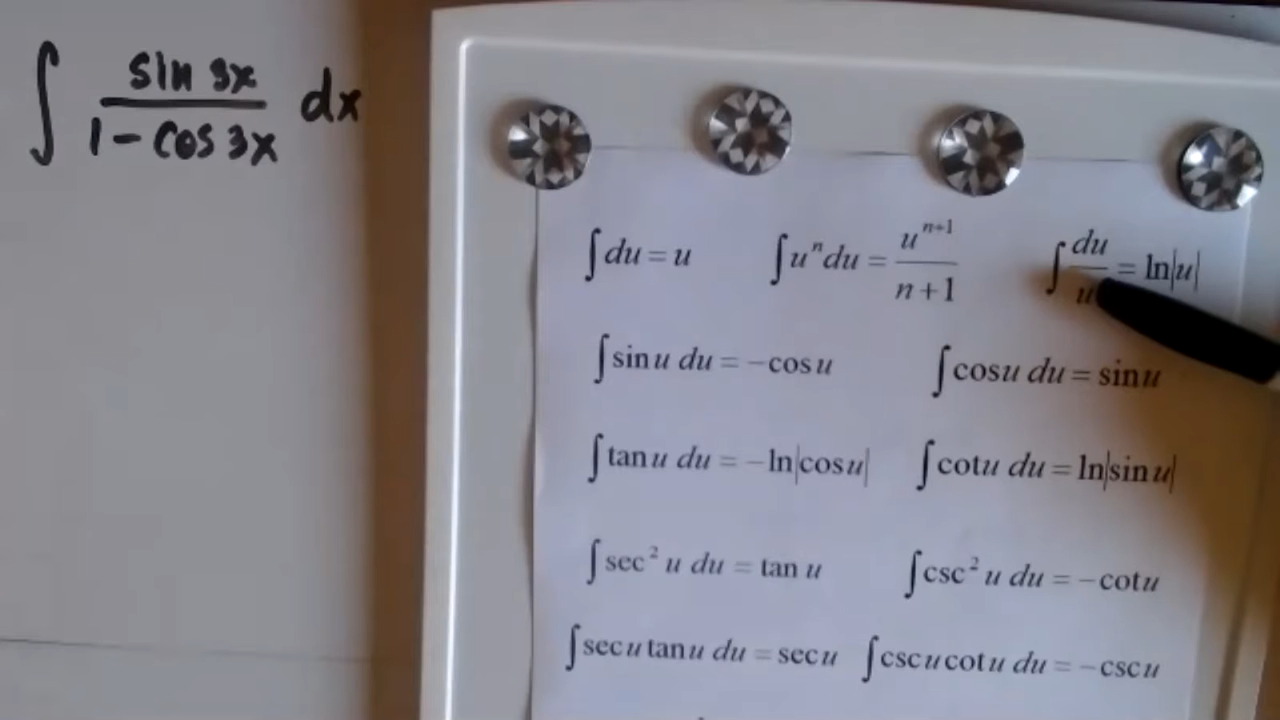 ∫ sin 3x / (1 - cos 3x) dx
∫ du = u    ∫ uⁿ du = uⁿ⁺¹ / (n+1)    ∫ du / u = ln|u|
∫ sin u du = -cos u    ∫ cos u du = sin u
∫ tan u du = -ln|cos u|    ∫ cot u du = ln|sin u|
∫ sec² u du = tan u    ∫ csc² u du = -cot u
∫ sec u tan u du = sec u    ∫ csc u cot u du = -csc u